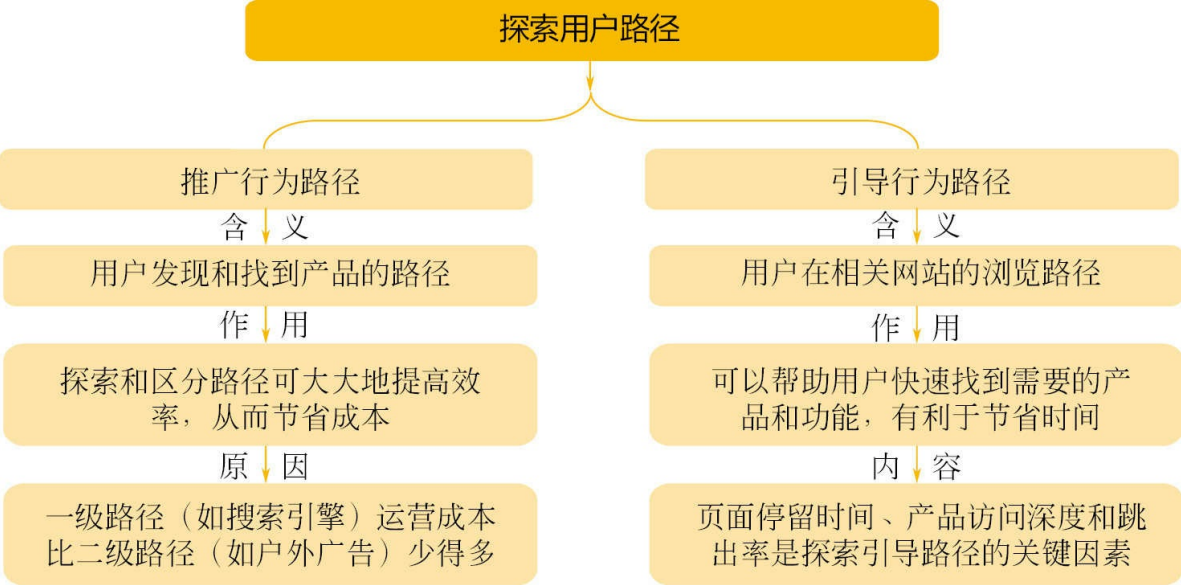 探索用户路径
推广行为路径
含 义
用户发现和找到产品的路径
作 用
探索和区分路径可大大地提高效
率，从而节省成本
原 因
一级路径（如搜索引擎）运营成本
比二级路径（如户外广告）少得多
引导行为路径
含 义
用户在相关网站的浏览路径
作 用
可以帮助用户快速找到需要的产
品和功能，有利于节省时间
内 容
页面停留时间、产品访问深度和跳
出率是探索引导路径的关键因素